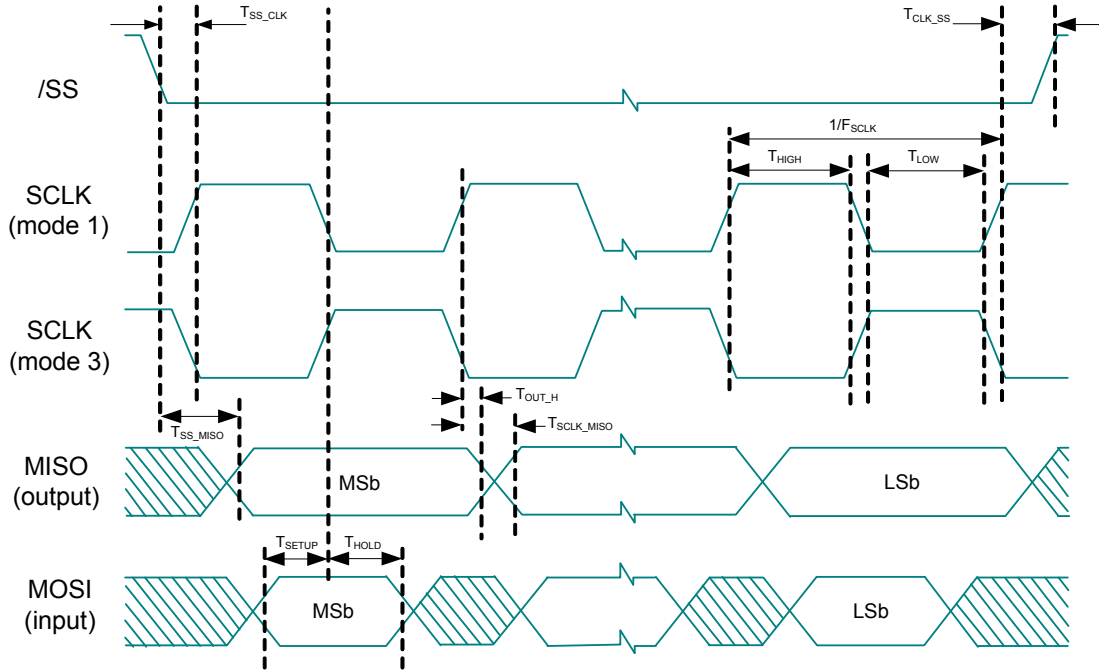 T_SS_CLK
T_CLK_SS
/SS
1/F_SCLK
T_HIGH
T_LOW
SCLK
(mode 1)
SCLK
(mode 3)
T_OUT_H
T_SCLK_MISO
T_SS_MISO
MISO
(output)
MSb
LSb
T_SETUP
T_HOLD
MOSI
(input)
MSb
LSb